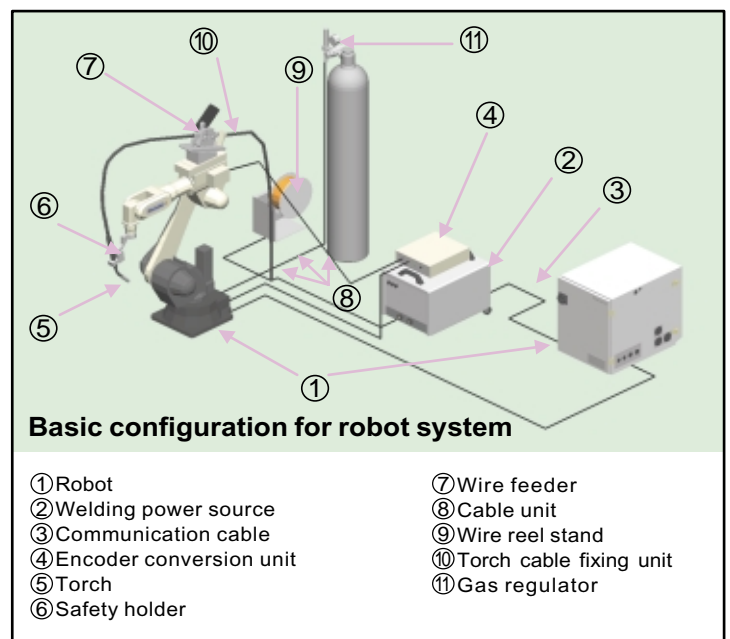 ⑩
⑪
⑦
⑨
④
②
③
⑥
⑧
⑤
①
Basic configuration for robot system
①Robot
②Welding power source
③Communication cable
④Encoder conversion unit
⑤Torch
⑥Safety holder
⑦Wire feeder
⑧Cable unit
⑨Wire reel stand
⑩Torch cable fixing unit
⑪Gas regulator